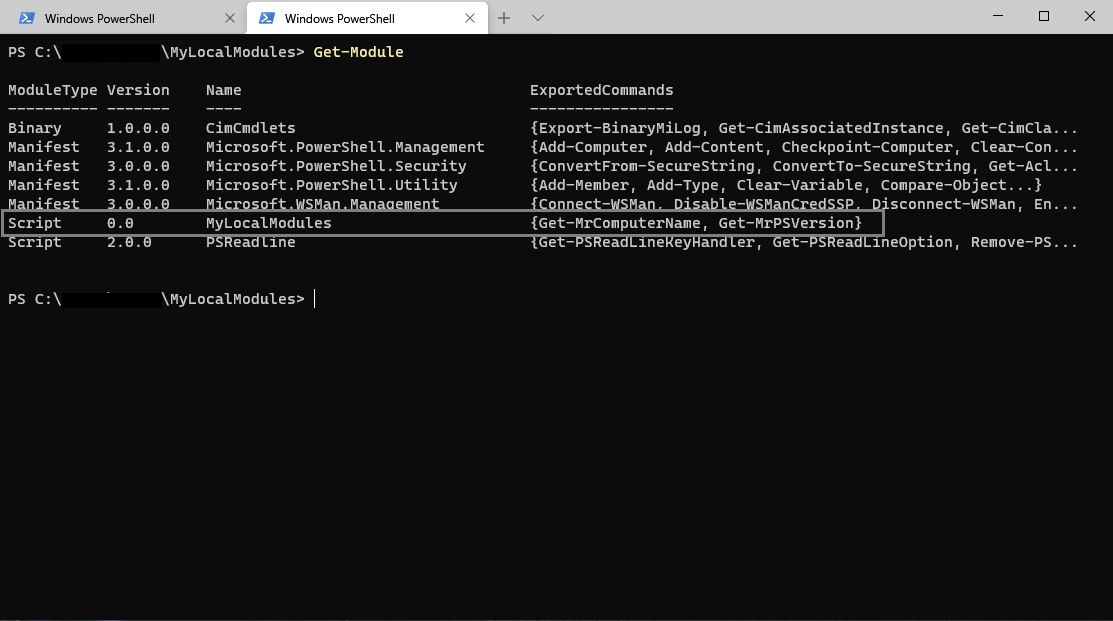 Windows PowerShell Windows PowerShell
PS C:\ \MyLocalModules> Get-Module
ModuleType Version Name ExportedCommands
---------- ------- ---- ----------------
Binary 1.0.0.0 CimCmdlets {Export-BinaryMiLog, Get-CimAssociatedInstance, Get-CimCla...
Manifest 3.1.0.0 Microsoft.PowerShell.Management {Add-Computer, Add-Content, Checkpoint-Computer, Clear-Con...
Manifest 3.0.0.0 Microsoft.PowerShell.Security {ConvertFrom-SecureString, ConvertTo-SecureString, Get-Acl...
Manifest 3.1.0.0 Microsoft.PowerShell.Utility {Add-Member, Add-Type, Clear-Variable, Compare-Object...}
Manifest 3.0.0.0 Microsoft.WSMan.Management {Connect-WSMan, Disable-WSManCredSSP, Disconnect-WSMan, En...
Script 0.0 MyLocalModules {Get-MrComputerName, Get-MrPSVersion}
Script 2.0.0 PSReadline {Get-PSReadLineKeyHandler, Get-PSReadLineOption, Remove-PS...
PS C:\ \MyLocalModules>